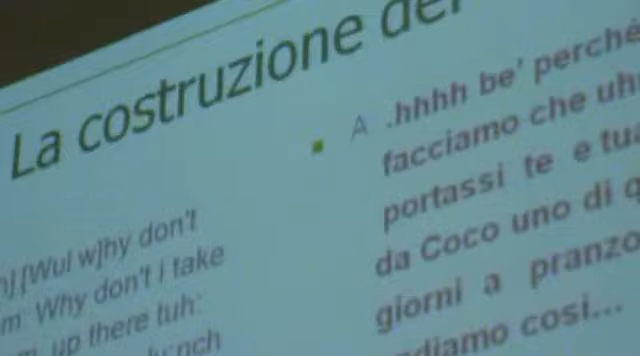 La costruzione del
[Wul w]hy don't
m. Why don't i take
up there tuh:
A .hhhh be' perché
facciamo che uh
portassi te e tu
da Coco uno di q
giorni a pranzo
diamo così...